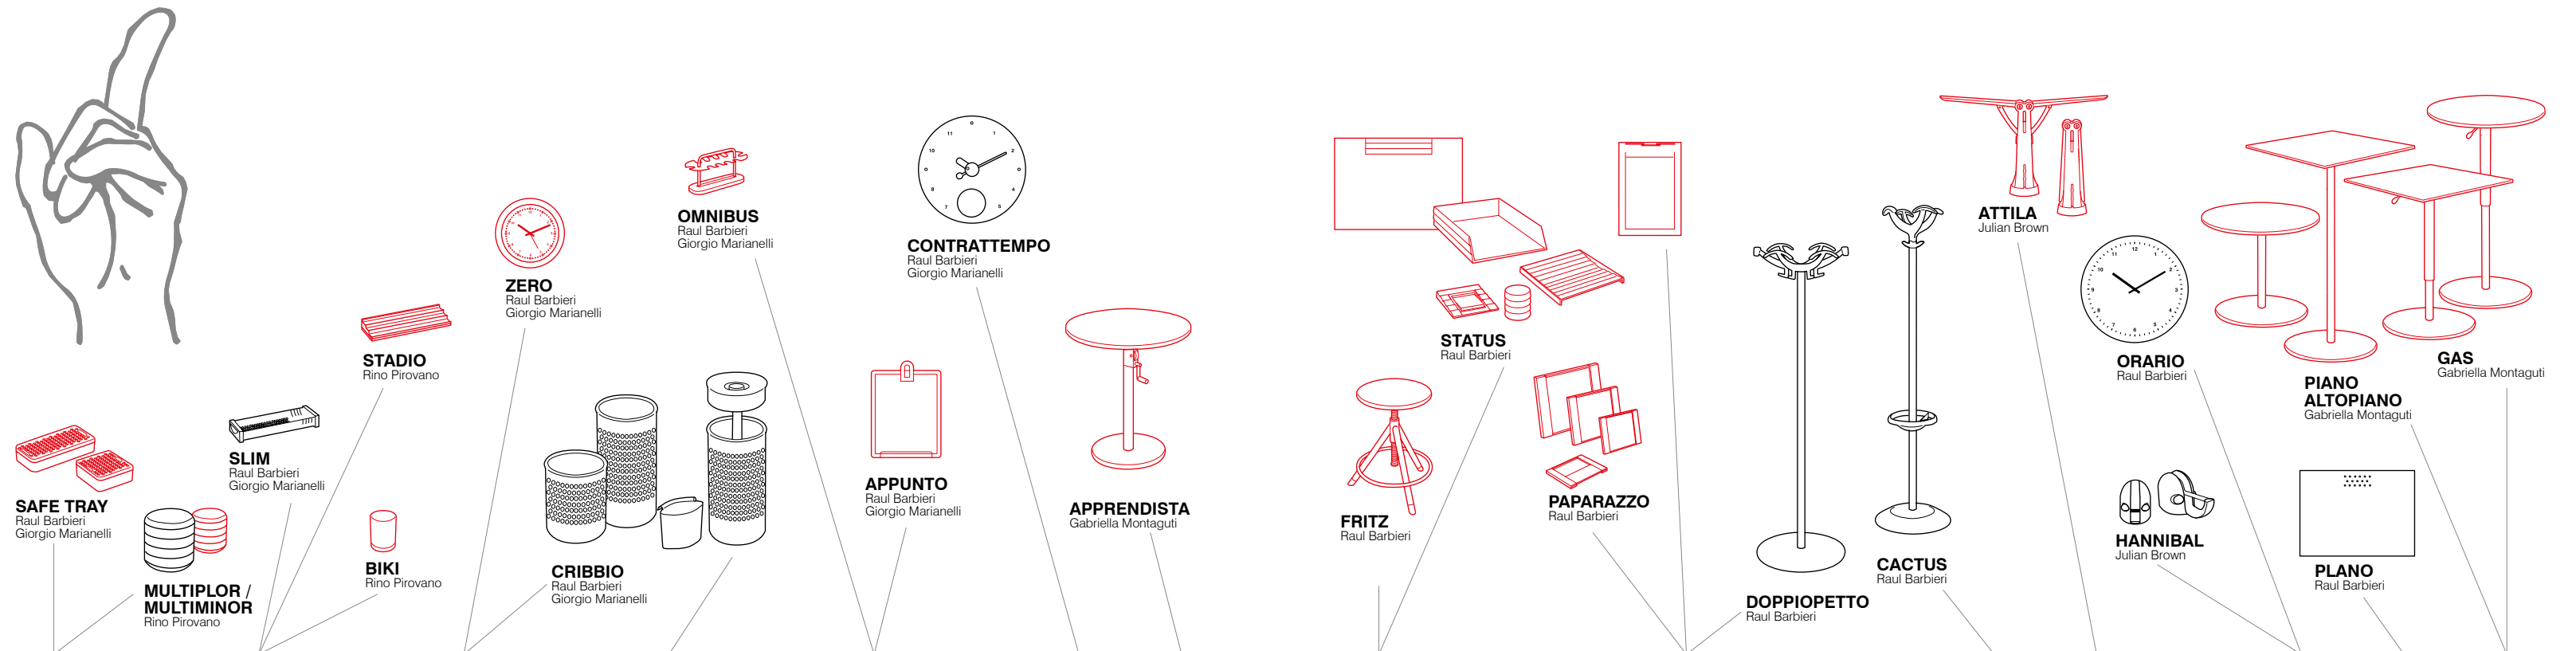 SAFE TRAY
Raul Barbieri
Giorgio Marianelli
MULTIPLOR /
MULTIMINOR
Rino Pirovano
SLIM
Raul Barbieri
Giorgio Marianelli
STADIO
Rino Pirovano
BIKI
Rino Pirovano
ZERO
Raul Barbieri
Giorgio Marianelli
CRIBBIO
Raul Barbieri
Giorgio Marianelli
OMNIBUS
Raul Barbieri
Giorgio Marianelli
APPUNTO
Raul Barbieri
Giorgio Marianelli
CONTRATTEMPO
Raul Barbieri
Giorgio Marianelli
APPRENDISTA
Gabriella Montaguti
FRITZ
Raul Barbieri
STATUS
Raul Barbieri
PAPARAZZO
Raul Barbieri
DOPPIOPETTO
Raul Barbieri
CACTUS
Raul Barbieri
ATTILA
Julian Brown
ORARIO
Raul Barbieri
HANNIBAL
Julian Brown
PIANO
ALTOPIANO
Gabriella Montaguti
PLANO
Raul Barbieri
GAS
Gabriella Montaguti